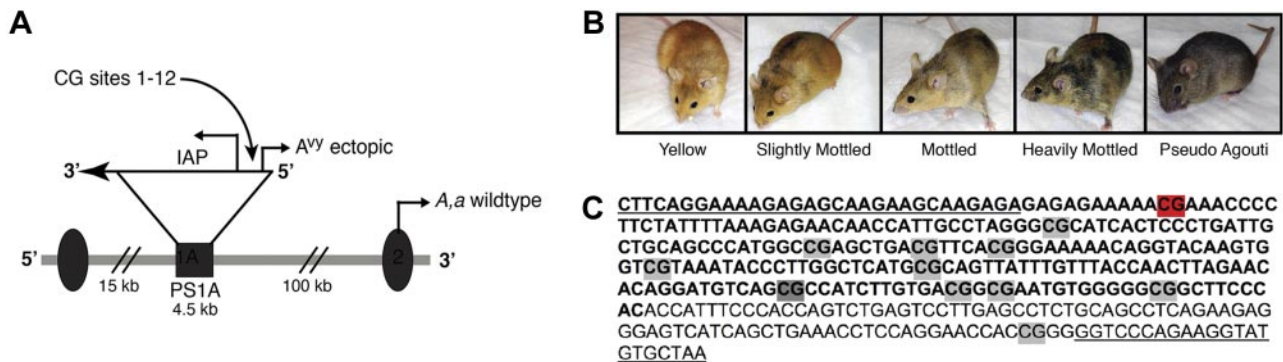 A
CG sites 1-12
IAP
Aᵛʸ ectopic
3’
5’
A,a wildtype
5’
1A
2
3’
15 kb
PS1A
4.5 kb
100 kb
B
Yellow
Slightly Mottled
Mottled
Heavily Mottled
Pseudo Agouti
C
CTTCAGGAAAAGAGAGCAAGAAGCAAGAGAGAGAGAAAAACGAAACCCC
TTCTATTTTAAAGAGAACAACCATTGCCTAGGGCGCATCACTCCCTGATTG
CTGCAGCCCATGGCCGAGCTGACGTTCACGGGAAAAACAGGTACAAGTG
GTCGTAAATACCCTTGGCTCATGCGCAGTTATTTGTTTACCAACTTAGAAC
ACAGGATGTCAGCGCCATCTTGTGACGGCGAATGTGGGGGCGGCTTCCC
ACACCATTTCCCACCAGTCTGAGTCCTTGAGCCTCTGCAGCCTCAGAAGAG
GGAGTCATCAGCTGAAACCTCCAGGAACCACCGGGGGTCCCAGAAGGTAT
GTGCTAA